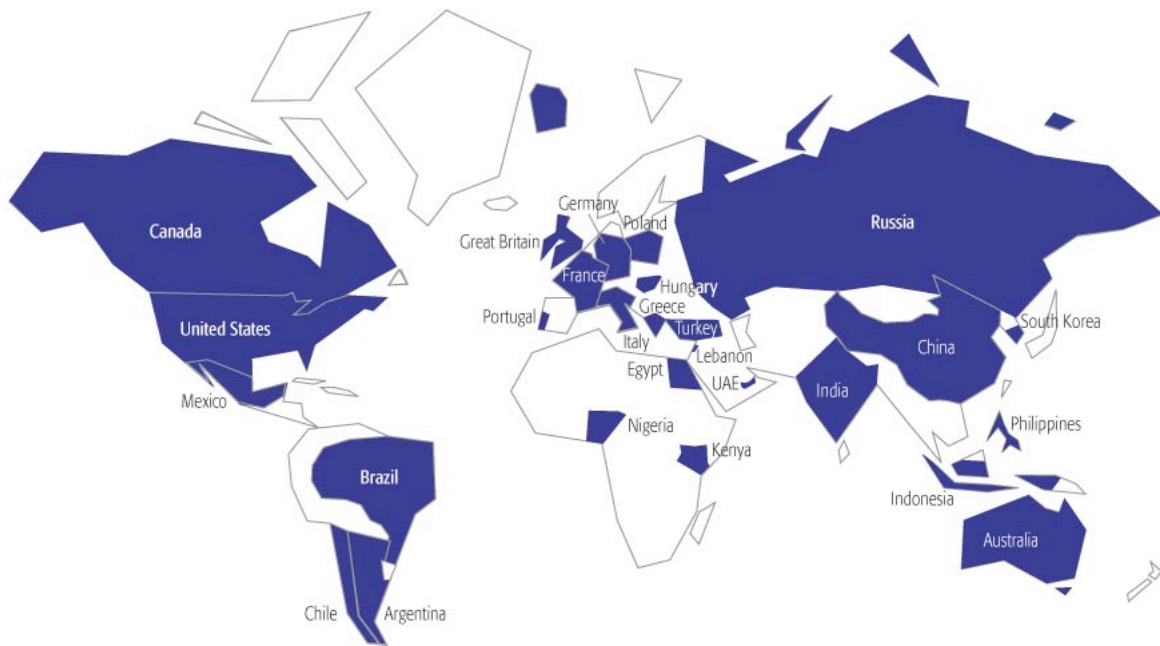 Germany
Poland
Canada
Russia
Great Britain
France
Hungary
Greece
Portugal
United States
Turkey
South Korea
Italy
China
Lebanon
Egypt
UAE
India
Mexico
Nigeria
Philippines
Kenya
Brazil
Indonesia
Australia
Chile
Argentina